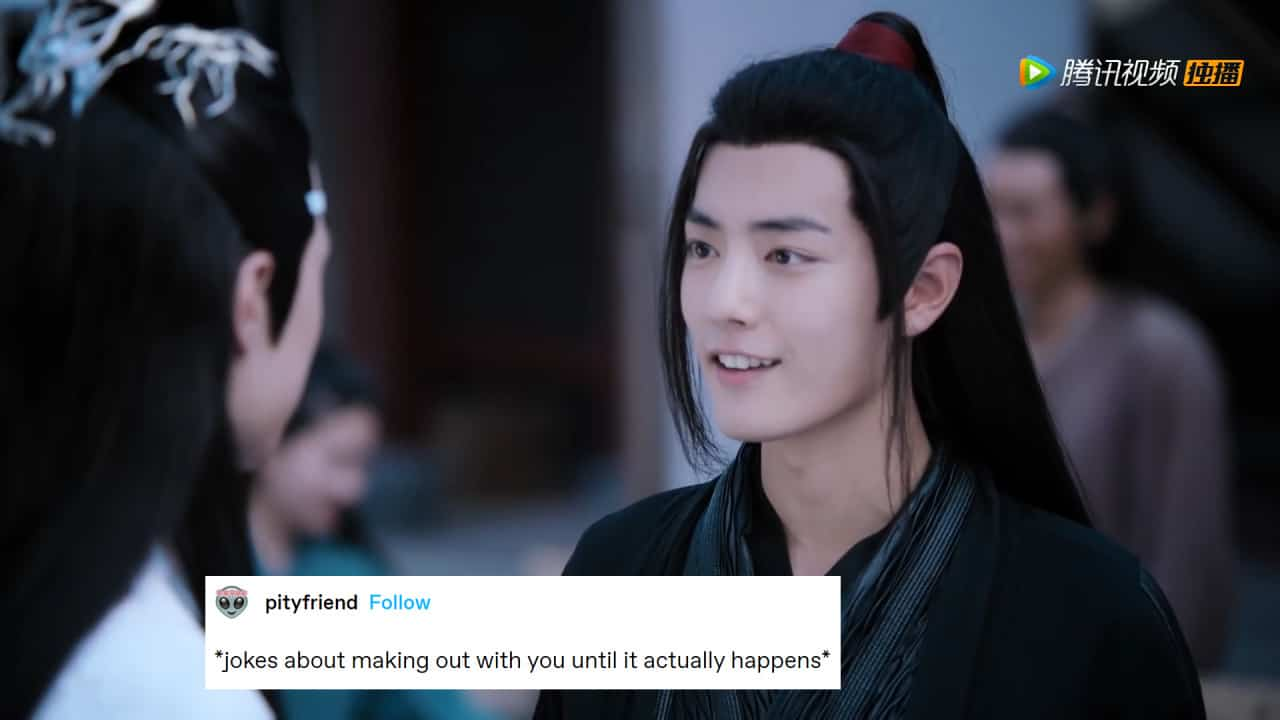 腾讯视频 独播
pityfriend Follow
*jokes about making out with you until it actually happens*